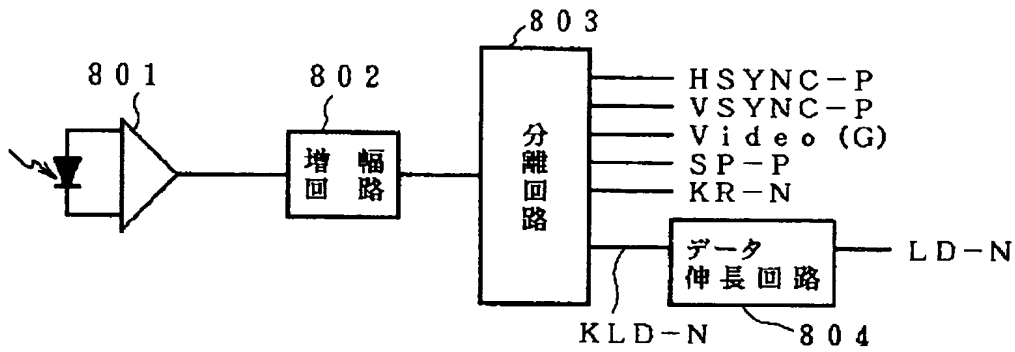 801
802
803
増幅
回路
分離回路
HSYNC-P
VSYNC-P
Video (G)
SP-P
KR-N
データ
伸長回路
LD-N
KLD-N
804